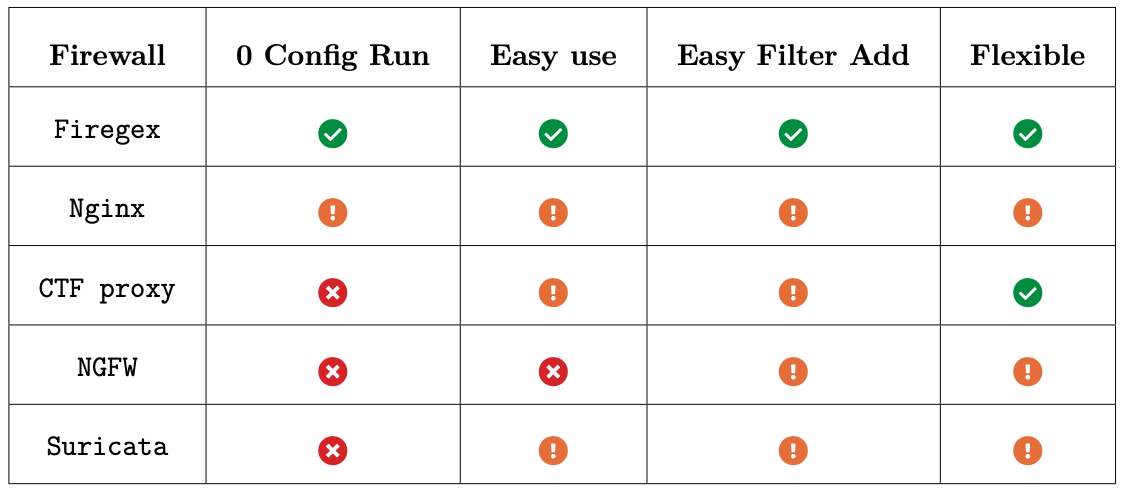 Firewall 0 Config Run Easy use Easy Filter Add Flexible
Firegex
Nginx
CTF proxy
NGFW
Suricata